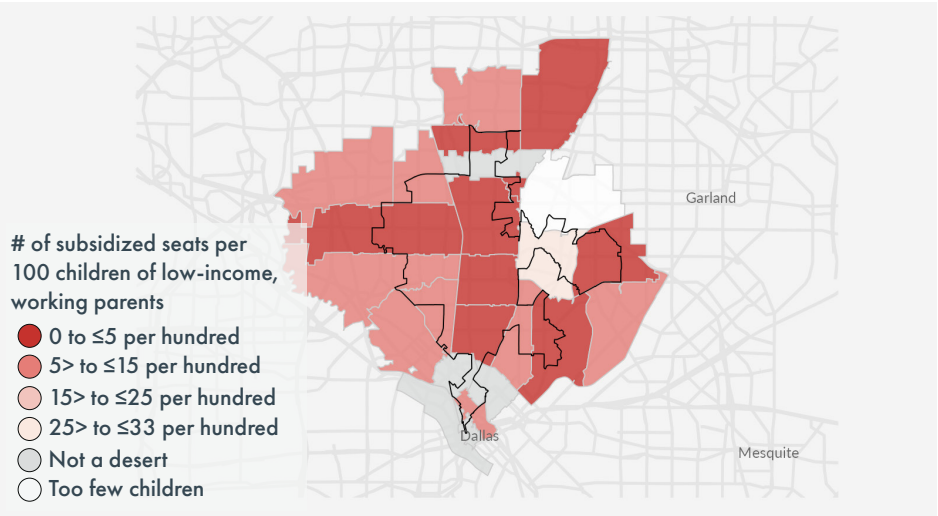 Garland
# of subsidized seats per
100 children of low-income,
working parents
0 to ≤5 per hundred
5> to ≤15 per hundred
15> to ≤25 per hundred
25> to ≤33 per hundred
Not a desert
Too few children
Dallas
Mesquite